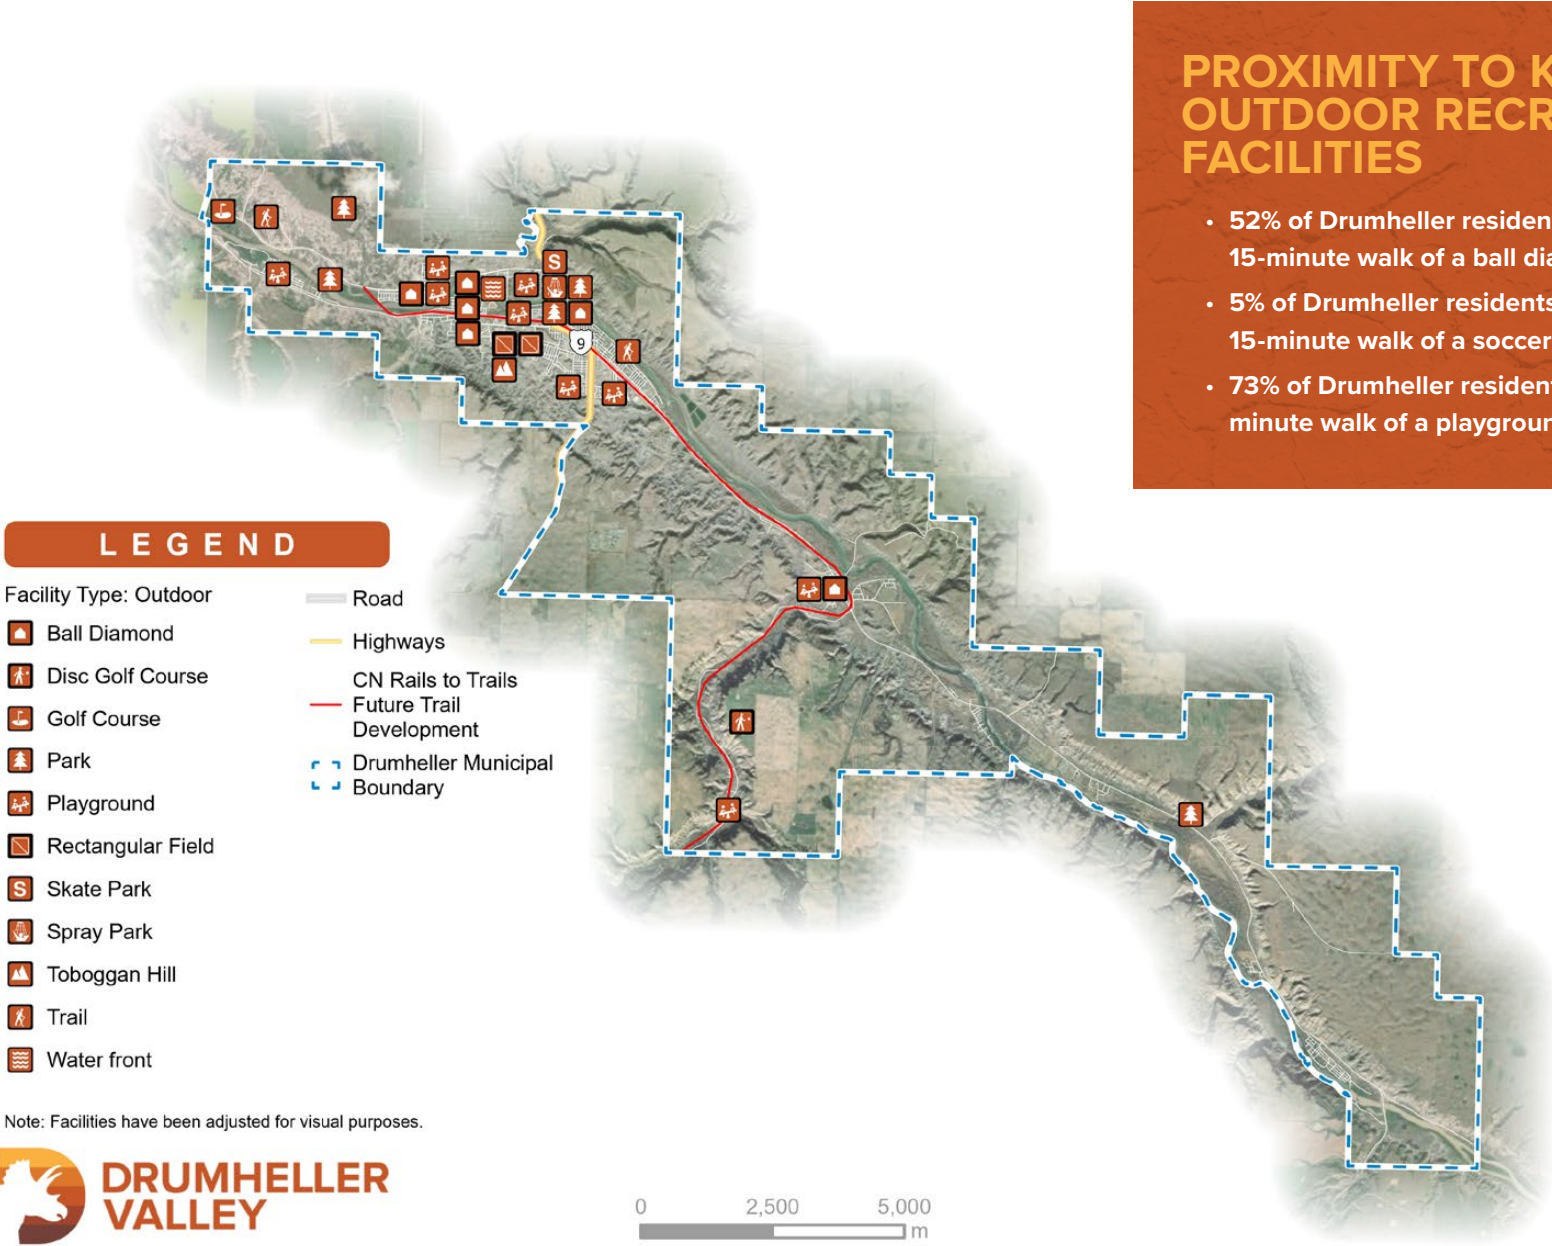 PROXIMITY TO
OUTDOOR RECR
FACILITIES
• 52% of Drumheller residen
15-minute walk of a ball dia
• 5% of Drumheller residents
15-minute walk of a soccer
• 73% of Drumheller residen
minute walk of a playgroun
S
9
LEGEND
Facility Type: Outdoor
Ball Diamond
Disc Golf Course
Golf Course
Park
Playground
Rectangular Field
S Skate Park
Spray Park
Toboggan Hill
Trail
Water front
Road
Highways
CN Rails to Trails
Future Trail
Development
Drumheller Municipal
Boundary
Note: Facilities have been adjusted for visual purposes.
DRUMHELLER
VALLEY
0 2,500 5,000
m